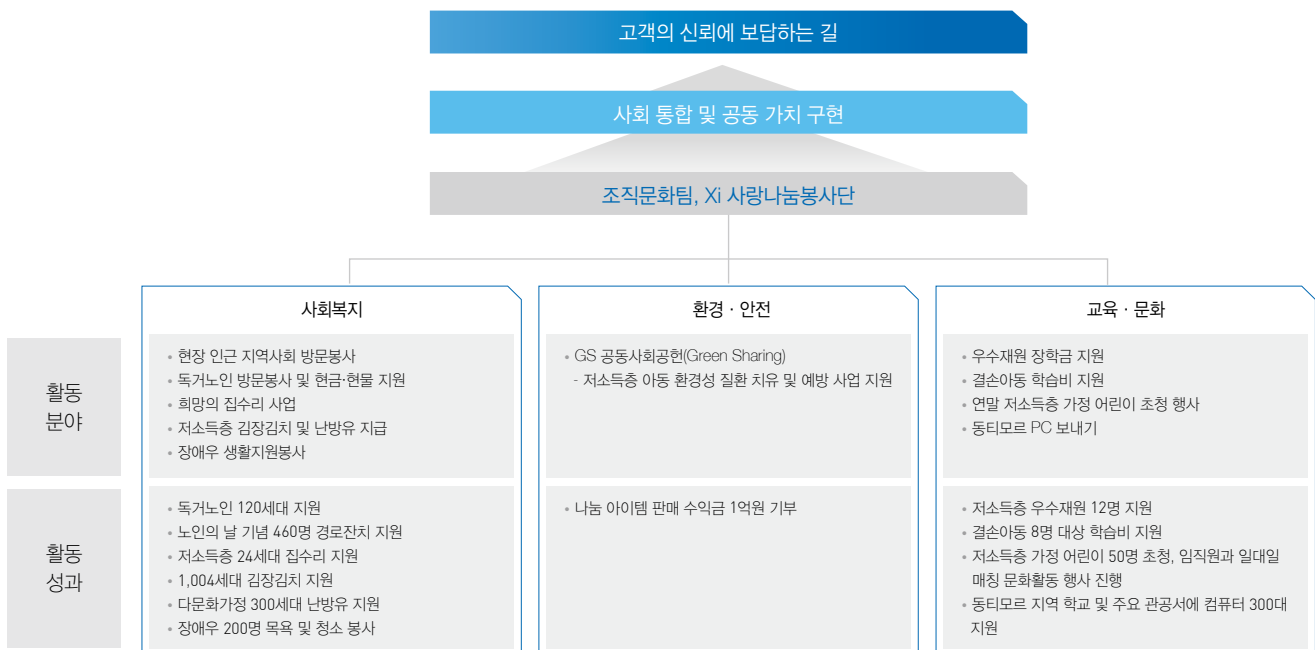 고객의 신뢰에 보답하는 길
사회 통합 및 공동 가치 구현
조직문화팀, Xi 사랑나눔봉사단
사회복지
환경 · 안전
교육 · 문화
활동
분야
• 현장 인근 지역사회 방문봉사
• 독거노인 방문봉사 및 현금·현물 지원
• 희망의 집수리 사업
• 저소득층 김장김치 및 난방유 지급
• 장애우 생활지원봉사
• GS 공동사회공헌(Green Sharing)
- 저소득층 아동 환경성 질환 치유 및 예방 사업 지원
• 우수재원 장학금 지원
• 결손아동 학습비 지원
• 연말 저소득층 가정 어린이 초청 행사
• 동티모르 PC 보내기
활동
성과
• 독거노인 120세대 지원
• 노인의 날 기념 460명 경로잔치 지원
• 저소득층 24세대 집수리 지원
• 1,004세대 김장김치 지원
• 다문화가정 300세대 난방유 지원
• 장애우 200명 목욕 및 청소 봉사
• 나눔 아이템 판매 수익금 1억원 기부
• 저소득층 우수재원 12명 지원
• 결손아동 8명 대상 학습비 지원
• 저소득층 가정 어린이 50명 초청, 임직원과 일대일
매칭 문화활동 행사 진행
• 동티모르 지역 학교 및 주요 관공서에 컴퓨터 300대
지원